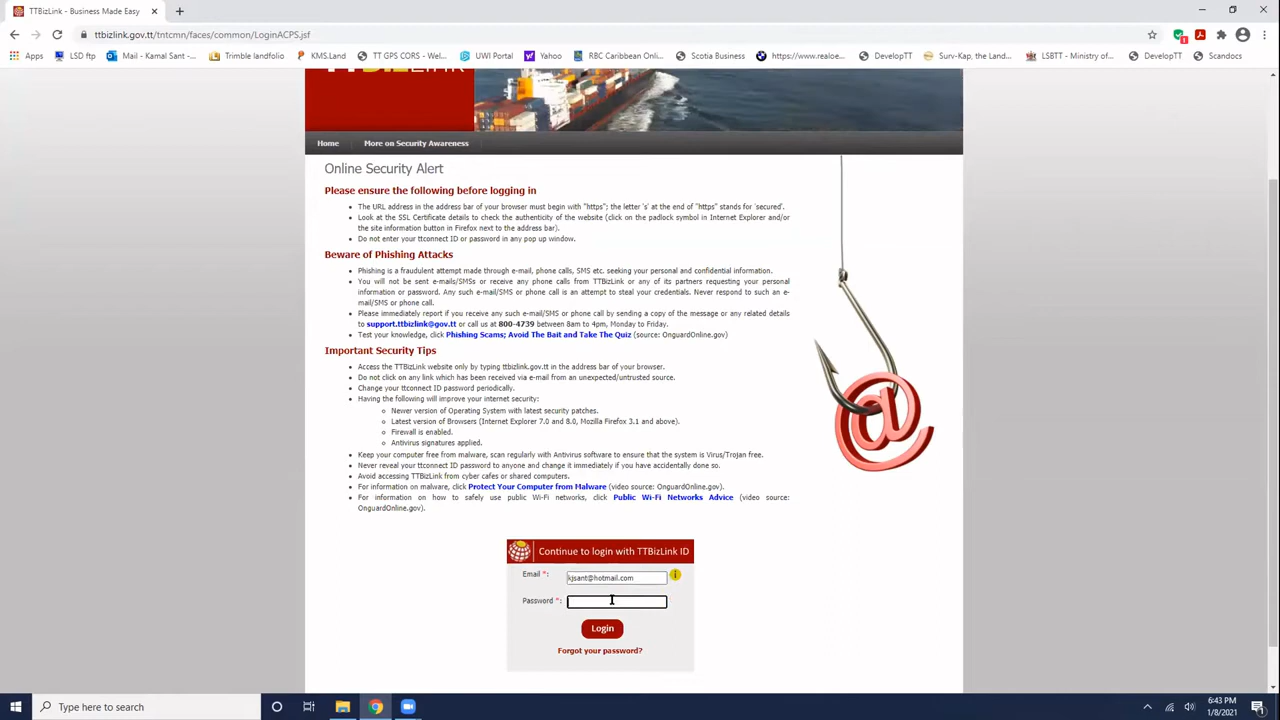 TTBizLink - Business Made Easy
ttbizlink.gov.tt/tntcmn/faces/common/LoginACPS.jsf
Apps LSD ftp Mail - Kamal Sant - ... Trimble landfolio KMS.Land TT GPS CORS - Wel... UWI Portal Yahoo RBC Caribbean Onli... Scotia Business https://www.realoe... DevelopTT Surv-Kap, the Land... LSBTT - Ministry of... DevelopTT Scandocs
Home More on Security Awareness
Online Security Alert
Please ensure the following before logging in
The URL address in the address bar of your browser must begin with "https"; the letter 's' at the end of "https" stands for 'secured'.
Look at the SSL Certificate details to check the authenticity of the website (click on the padlock symbol in Internet Explorer and/or
the site information button in Firefox next to the address bar).
Do not enter your ttconnect ID or password in any pop up window.
Beware of Phishing Attacks
Phishing is a fraudulent attempt made through e-mail, phone calls, SMS etc. seeking your personal and confidential information.
You will not be sent e-mails/SMSs or receive any phone calls from TTBizLink or any of its partners requesting your personal
information or password. Any such e-mail/SMS or phone call is an attempt to steal your credentials. Never respond to such an e-
mail/SMS or phone call.
Please immediately report if you receive any such e-mail/SMS or phone call by sending a copy of the message or any related details
to support.ttbizlink@gov.tt or call us at 800-4739 between 8am to 4pm, Monday to Friday.
Test your knowledge, click Phishing Scams; Avoid The Bait and Take The Quiz (source: OnguardOnline.gov)
Important Security Tips
Access the TTBizLink website only by typing ttbizlink.gov.tt in the address bar of your browser.
Do not click on any link which has been received via e-mail from an unexpected/untrusted source.
Change your ttconnect ID password periodically.
Having the following will improve your internet security:
Newer version of Operating System with latest security patches.
Latest version of Browsers (Internet Explorer 7.0 and 8.0, Mozilla Firefox 3.1 and above).
Firewall is enabled.
Antivirus signatures applied.
Keep your computer free from malware, scan regularly with Antivirus software to ensure that the system is Virus/Trojan free.
Never reveal your ttconnect ID password to anyone and change it immediately if you have accidentally done so.
Avoid accessing TTBizLink from cyber cafes or shared computers.
For information on malware, click Protect Your Computer from Malware (video source: OnguardOnline.gov).
For information on how to safely use public Wi-Fi networks, click Public Wi-Fi Networks Advice (video source:
OnguardOnline.gov).
@
Continue to login with TTBizLink ID
Email *: kjsant@hotmail.com i
Password *:
Login
Forgot your password?
Type here to search
6:43 PM
1/8/2021